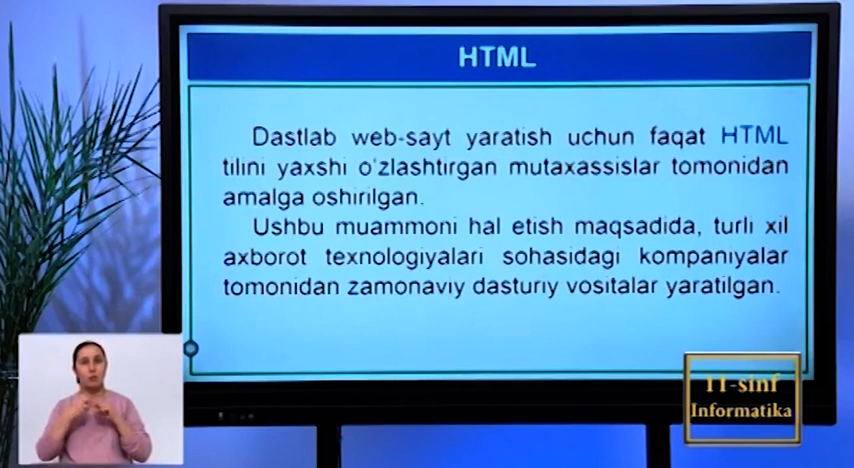 HTML
Dastlab web-sayt yaratish uchun faqat HTML
tilini yaxshi o'zlashtirgan mutaxassislar tomonidan
amalga oshirilgan.
Ushbu muammoni hal etish maqsadida, turli xil
axborot texnologiyalari sohasidagi kompaniyalar
tomonidan zamonaviy dasturiy vositalar yaratilgan.
11-sinf
Informatika